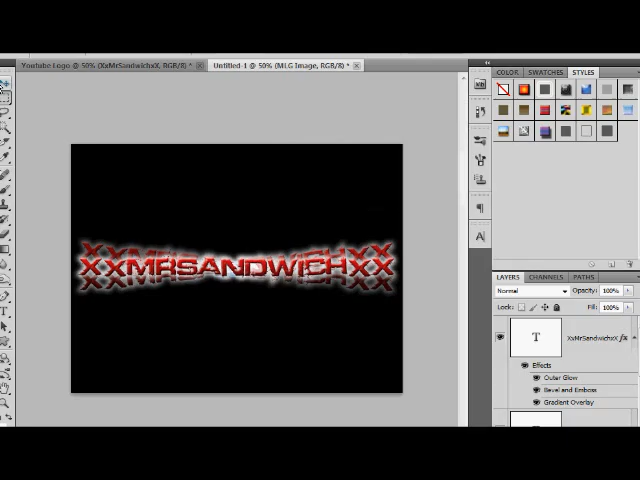 Youtube Logo @ 50% (XxMrSandwichxX, RGB/8) *
Untitled-1 @ 50% (MLG Image, RGB/8) *
COLOR SWATCHES STYLES
XXMRSANDWICHXX
LAYERS CHANNELS PATHS
Normal Opacity: 100%
Lock: Fill: 100%
T XxMrSandwichxX fx
Effects
Outer Glow
Bevel and Emboss
Gradient Overlay